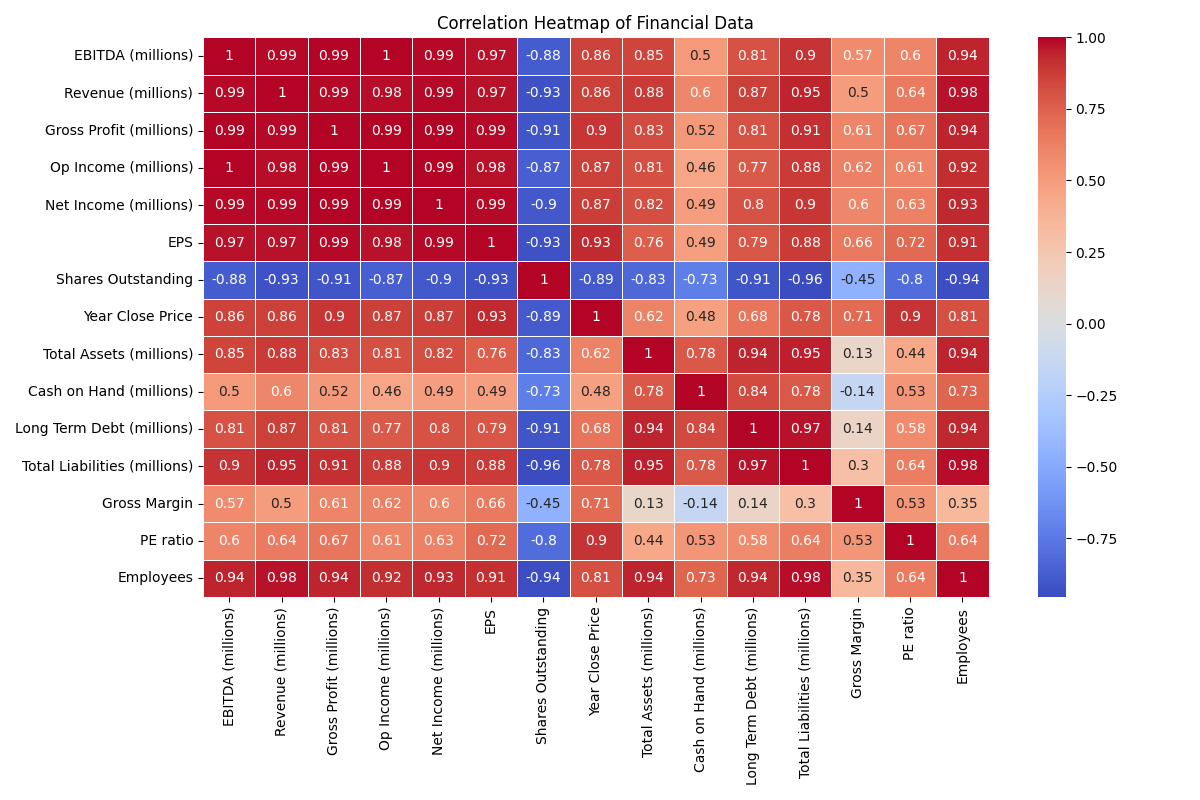 Correlation Heatmap of Financial Data
EBITDA (millions) 1 0.99 0.99 1 0.99 0.97 -0.88 0.86 0.85 0.5 0.81 0.9 0.57 0.6 0.94
Revenue (millions) 0.99 1 0.99 0.98 0.99 0.97 -0.93 0.86 0.88 0.6 0.87 0.95 0.5 0.64 0.98
Gross Profit (millions) 0.99 0.99 1 0.99 0.99 0.99 -0.91 0.9 0.83 0.52 0.81 0.91 0.61 0.67 0.94
Op Income (millions) 1 0.98 0.99 1 0.99 0.98 -0.87 0.87 0.81 0.46 0.77 0.88 0.62 0.61 0.92
Net Income (millions) 0.99 0.99 0.99 0.99 1 0.99 -0.9 0.87 0.82 0.49 0.8 0.9 0.6 0.63 0.93
EPS 0.97 0.97 0.99 0.98 0.99 1 -0.93 0.93 0.76 0.49 0.79 0.88 0.66 0.72 0.91
Shares Outstanding -0.88 -0.93 -0.91 -0.87 -0.9 -0.93 1 -0.89 -0.83 -0.73 -0.91 -0.96 -0.45 -0.8 -0.94
Year Close Price 0.86 0.86 0.9 0.87 0.87 0.93 -0.89 1 0.62 0.48 0.68 0.78 0.71 0.9 0.81
Total Assets (millions) 0.85 0.88 0.83 0.81 0.82 0.76 -0.83 0.62 1 0.78 0.94 0.95 0.13 0.44 0.94
Cash on Hand (millions) 0.5 0.6 0.52 0.46 0.49 0.49 -0.73 0.48 0.78 1 0.84 0.78 -0.14 0.53 0.73
Long Term Debt (millions) 0.81 0.87 0.81 0.77 0.8 0.79 -0.91 0.68 0.94 0.84 1 0.97 0.14 0.58 0.94
Total Liabilities (millions) 0.9 0.95 0.91 0.88 0.9 0.88 -0.96 0.78 0.95 0.78 0.97 1 0.3 0.64 0.98
Gross Margin 0.57 0.5 0.61 0.62 0.6 0.66 -0.45 0.71 0.13 -0.14 0.14 0.3 1 0.53 0.35
PE ratio 0.6 0.64 0.67 0.61 0.63 0.72 -0.8 0.9 0.44 0.53 0.58 0.64 0.53 1 0.64
Employees 0.94 0.98 0.94 0.92 0.93 0.91 -0.94 0.81 0.94 0.73 0.94 0.98 0.35 0.64 1
EBITDA (millions)
Revenue (millions)
Gross Profit (millions)
Op Income (millions)
Net Income (millions)
EPS
Shares Outstanding
Year Close Price
Total Assets (millions)
Cash on Hand (millions)
Long Term Debt (millions)
Total Liabilities (millions)
Gross Margin
PE ratio
Employees
1.00
0.75
0.50
0.25
0.00
−0.25
−0.50
−0.75